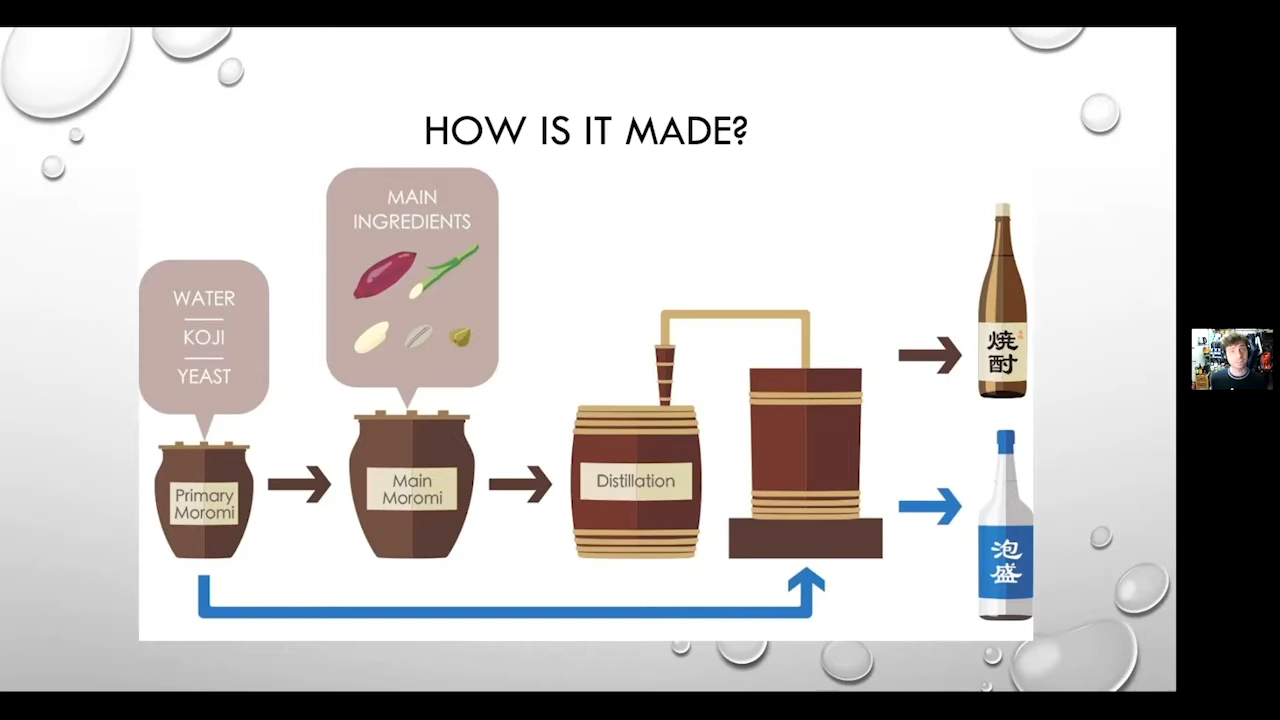 HOW IS IT MADE?
MAIN
INGREDIENTS
WATER
KOJI
YEAST
Primary
Moromi
Main
Moromi
Distillation
焼
酎
泡
盛